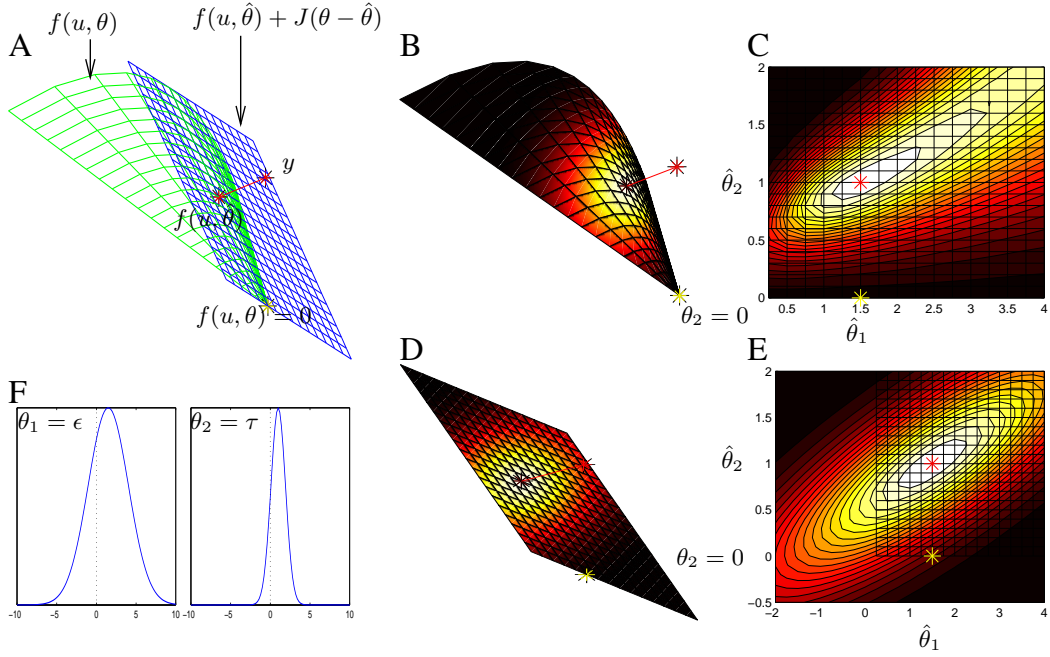 A
f(u, θ)
f(u, θ̂) + J(θ − θ̂)
y
f(u, θ̂)
f(u, θ) = 0
B
θ₂ = 0
C
2
1.5
1
0.5
0
0.5 1 1.5 2 2.5 3 3.5 4
θ̂₂
θ̂₁
D
θ₂ = 0
E
2
1.5
1
0.5
0
−0.5
−2 −1 0 1 2 3 4
θ̂₂
θ̂₁
F
θ₁ = ϵ
−10 −5 0 5 10
θ₂ = τ
−10 −5 0 5 10